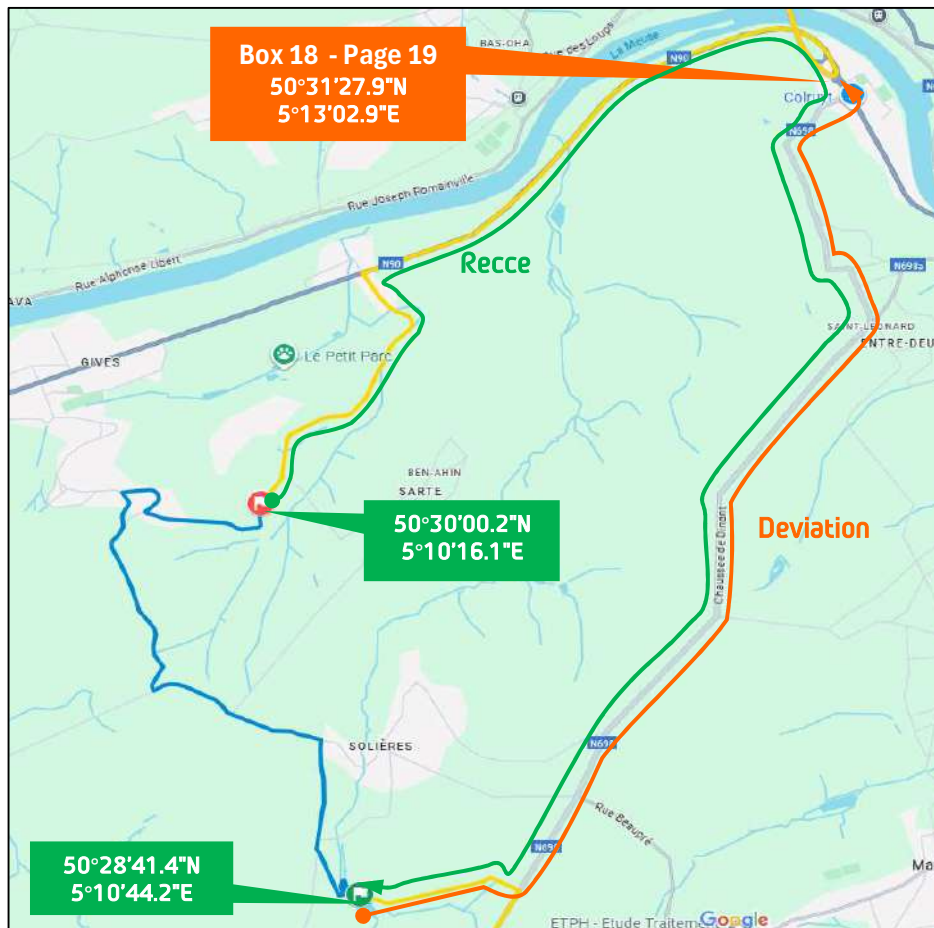 Box 18 - Page 19
50°31'27.9"N
5°13'02.9"E
BAS-OHA
Rue des Loups
La Meuse
N90
Colruyt
N698
Rue Joseph Romainville
Rue Alphonse Libert
N90
Recce
N698a
AVA
SAINT-LÉONARD
ENTRE-DEU
GIVES
Le Petit Parc
BEN-AHIN
SARTE
50°30'00.2"N
5°10'16.1"E
Deviation
Chaussée de Dinant
SOLIÈRES
N698
Rue Beaupré
N698
50°28'41.4"N
5°10'44.2"E
Ma
ETPH - Etude Traitem
Google